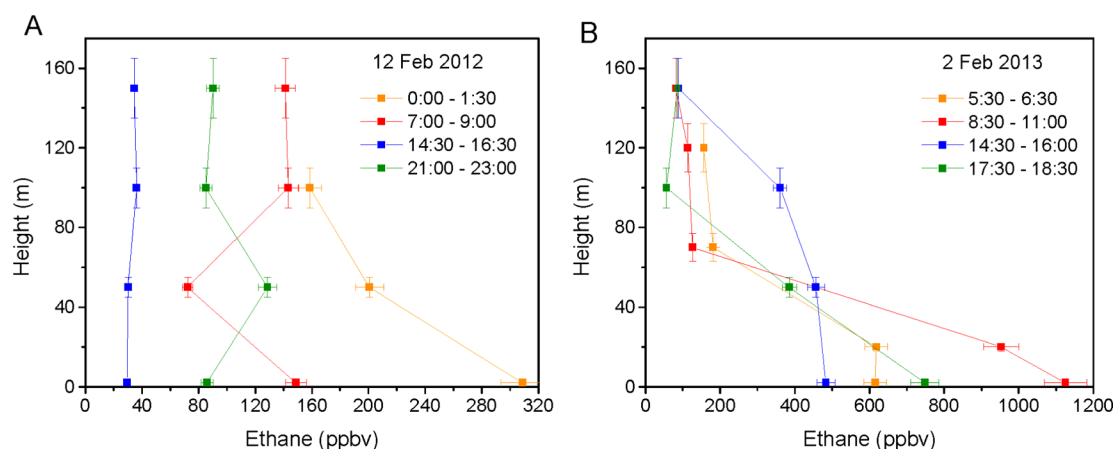 A
12 Feb 2012
0:00 - 1:30
7:00 - 9:00
14:30 - 16:30
21:00 - 23:00
Height (m)
160
120
80
40
0
0 40 80 120 160 200 240 280 320
Ethane (ppbv)
B
2 Feb 2013
5:30 - 6:30
8:30 - 11:00
14:30 - 16:00
17:30 - 18:30
Height (m)
160
120
80
40
0
0 200 400 600 800 1000 1200
Ethane (ppbv)